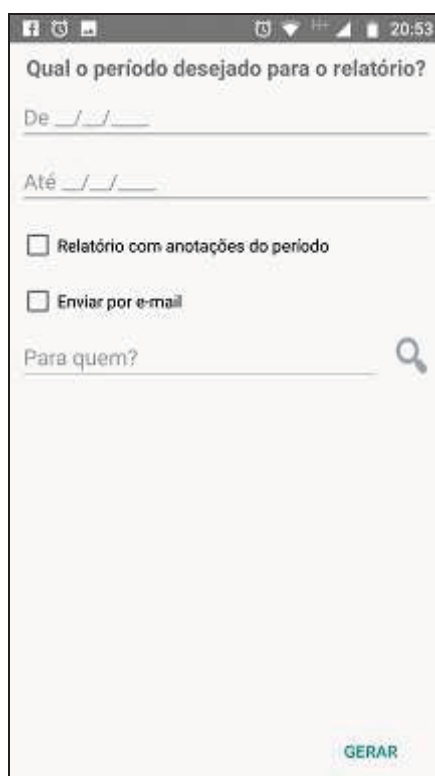 20:53
Qual o período desejado para o relatório?
De __/__/____
Até __/__/____
Relatório com anotações do período
Enviar por e-mail
Para quem?
GERAR